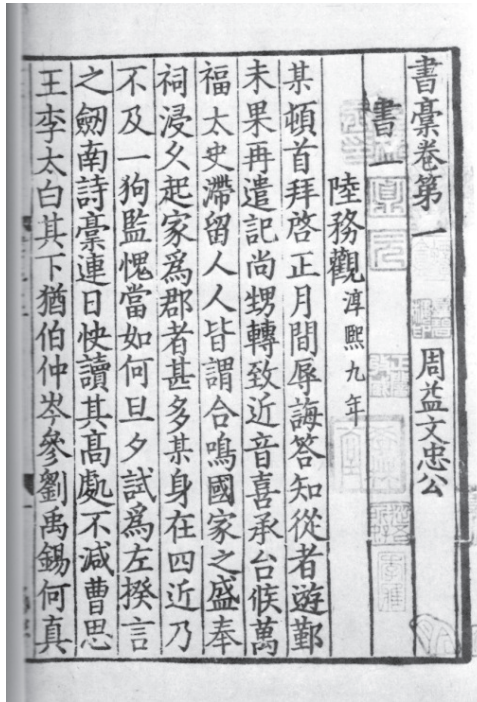 書稾卷第一 周益文忠公
書一
陸務觀淳熙九年
某頓首拜啓正月間辱誨答知從者遊鄞
未果再遣記尚甥轉致近音喜承台候萬
福太史滯留人人皆謂合鳴國家之盛奉
祠浸久起家爲郡者甚多某身在四近乃
不及一狗監愧當如何旦夕試爲左揆言
之劒南詩稾連日快讀其髙處不減曹思
王李太白其下猶伯仲岑參劉禹錫何真